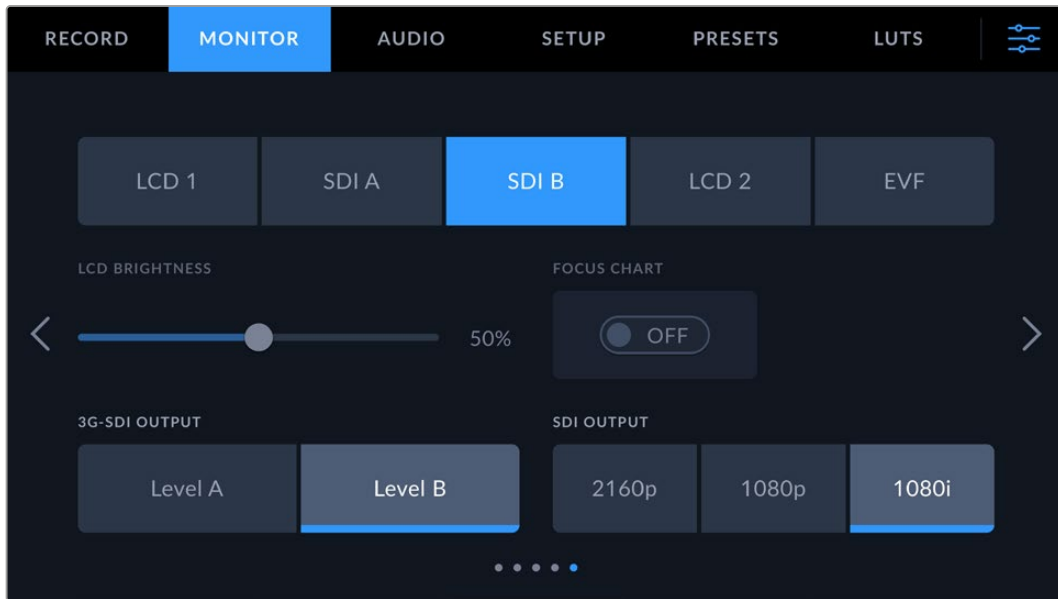 RECORD MONITOR AUDIO SETUP PRESETS LUTS
LCD 1 SDI A SDI B LCD 2 EVF
LCD BRIGHTNESS FOCUS CHART
50% OFF
3G-SDI OUTPUT SDI OUTPUT
Level A Level B 2160p 1080p 1080i